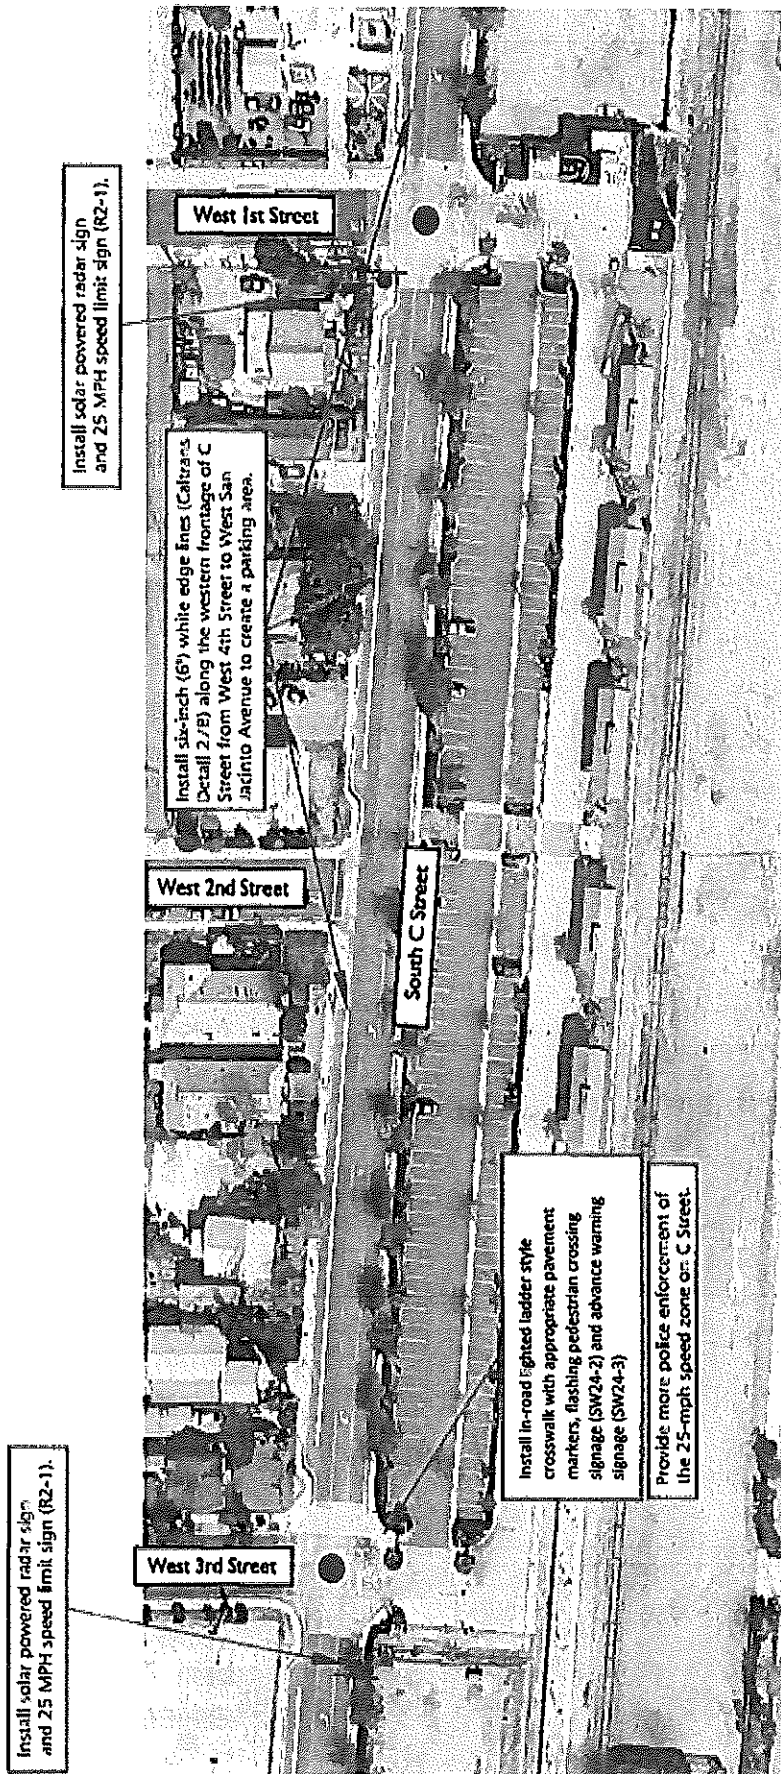 Install solar powered radar sign
and 25 MPH speed limit sign (R2-1).
West 3rd Street
West 2nd Street
Install six-inch (6") white edge lines (Caltrans
Detail 27B) along the western frontage of C
Street from West 4th Street to West San
Jacinto Avenue to create a parking area.
West 1st Street
Install solar powered radar sign
and 25 MPH speed limit sign (R2-1).
South C Street
Install in-road lighted ladder style
crosswalk with appropriate pavement
markers, flashing pedestrian crossing
signage (SW24-2) and advance warning
signage (SW24-3)
Provide more police enforcement of
the 25-mph speed zone on C Street.